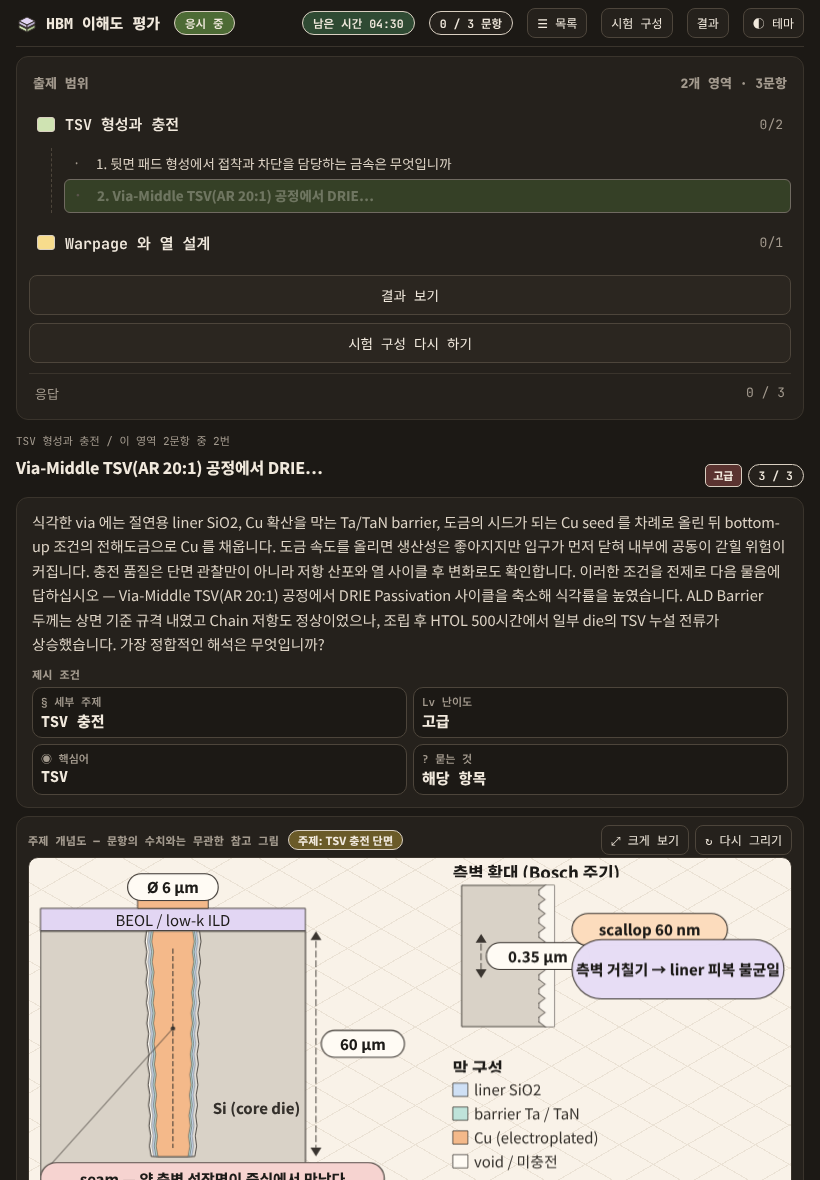 HBM 이해도 평가
응시 중
남은 시간 04:30
0 / 3 문항
☰ 목록
시험 구성
결과
◐ 테마
출제 범위
2개 영역 · 3문항
TSV 형성과 충전
0/2
· 1. 뒷면 패드 형성에서 접착과 차단을 담당하는 금속은 무엇입니까
· 2. Via-Middle TSV(AR 20:1) 공정에서 DRIE…
Warpage 와 열 설계
0/1
결과 보기
시험 구성 다시 하기
응답
0 / 3
TSV 형성과 충전 / 이 영역 2문항 중 2번
Via-Middle TSV(AR 20:1) 공정에서 DRIE…
고급
3 / 3
식각한 via 에는 절연용 liner SiO2, Cu 확산을 막는 Ta/TaN barrier, 도금의 시드가 되는 Cu seed 를 차례로 올린 뒤 bottom-
up 조건의 전해도금으로 Cu 를 채웁니다. 도금 속도를 올리면 생산성은 좋아지지만 입구가 먼저 닫혀 내부에 공동이 갇힐 위험이
커집니다. 충전 품질은 단면 관찰만이 아니라 저항 산포와 열 사이클 후 변화로도 확인합니다. 이러한 조건을 전제로 다음 물음에
답하십시오 — Via-Middle TSV(AR 20:1) 공정에서 DRIE Passivation 사이클을 축소해 식각률을 높였습니다. ALD Barrier
두께는 상면 기준 규격 내였고 Chain 저항도 정상이었으나, 조립 후 HTOL 500시간에서 일부 die의 TSV 누설 전류가
상승했습니다. 가장 정합적인 해석은 무엇입니까?
제시 조건
§ 세부 주제
TSV 충전
Lv 난이도
고급
◉ 핵심어
TSV
? 묻는 것
해당 항목
주제 개념도 — 문항의 수치와는 무관한 참고 그림
주제: TSV 충전 단면
⤢ 크게 보기
↻ 다시 그리기
Ø 6 µm
BEOL / low-k ILD
60 µm
Si (core die)
seam — 양 측벽 성장면이 중심에서 만난다
측벽 확대 (Bosch 주기)
scallop 60 nm
0.35 µm
측벽 거칠기 → liner 피복 불균일
막 구성
liner SiO2
barrier Ta / TaN
Cu (electroplated)
void / 미충전